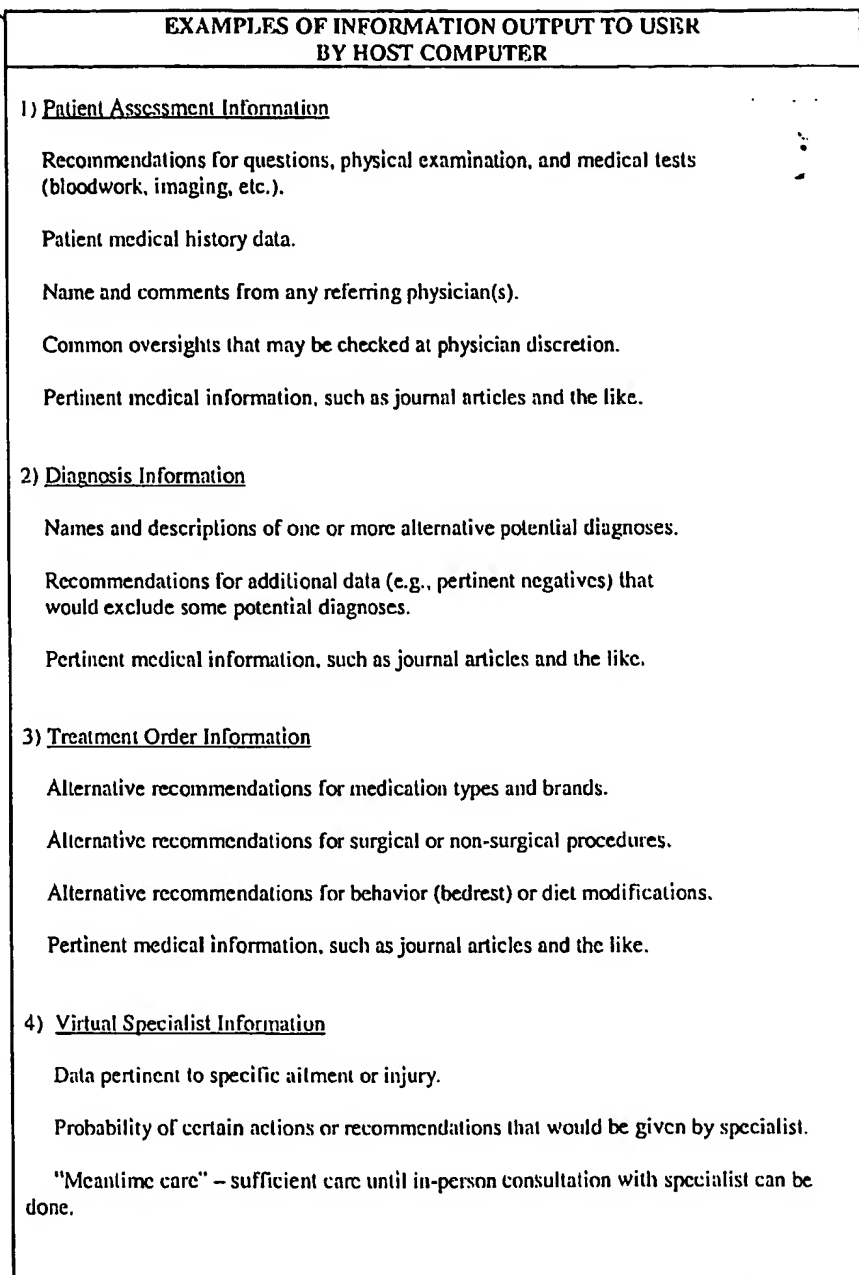 EXAMPLES OF INFORMATION OUTPUT TO USER
BY HOST COMPUTER
1) Patient Assessment Information
Recommendations for questions, physical examination, and medical tests
(bloodwork, imaging, etc.).
Patient medical history data.
Name and comments from any referring physician(s).
Common oversights that may be checked at physician discretion.
Pertinent medical information, such as journal articles and the like.
2) Diagnosis Information
Names and descriptions of one or more alternative potential diagnoses.
Recommendations for additional data (e.g., pertinent negatives) that
would exclude some potential diagnoses.
Pertinent medical information, such as journal articles and the like.
3) Treatment Order Information
Alternative recommendations for medication types and brands.
Alternative recommendations for surgical or non-surgical procedures.
Alternative recommendations for behavior (bedrest) or diet modifications.
Pertinent medical information, such as journal articles and the like.
4) Virtual Specialist Information
Data pertinent to specific ailment or injury.
Probability of certain actions or recommendations that would be given by specialist.
"Meantime care" – sufficient care until in-person consultation with specialist can be
done.